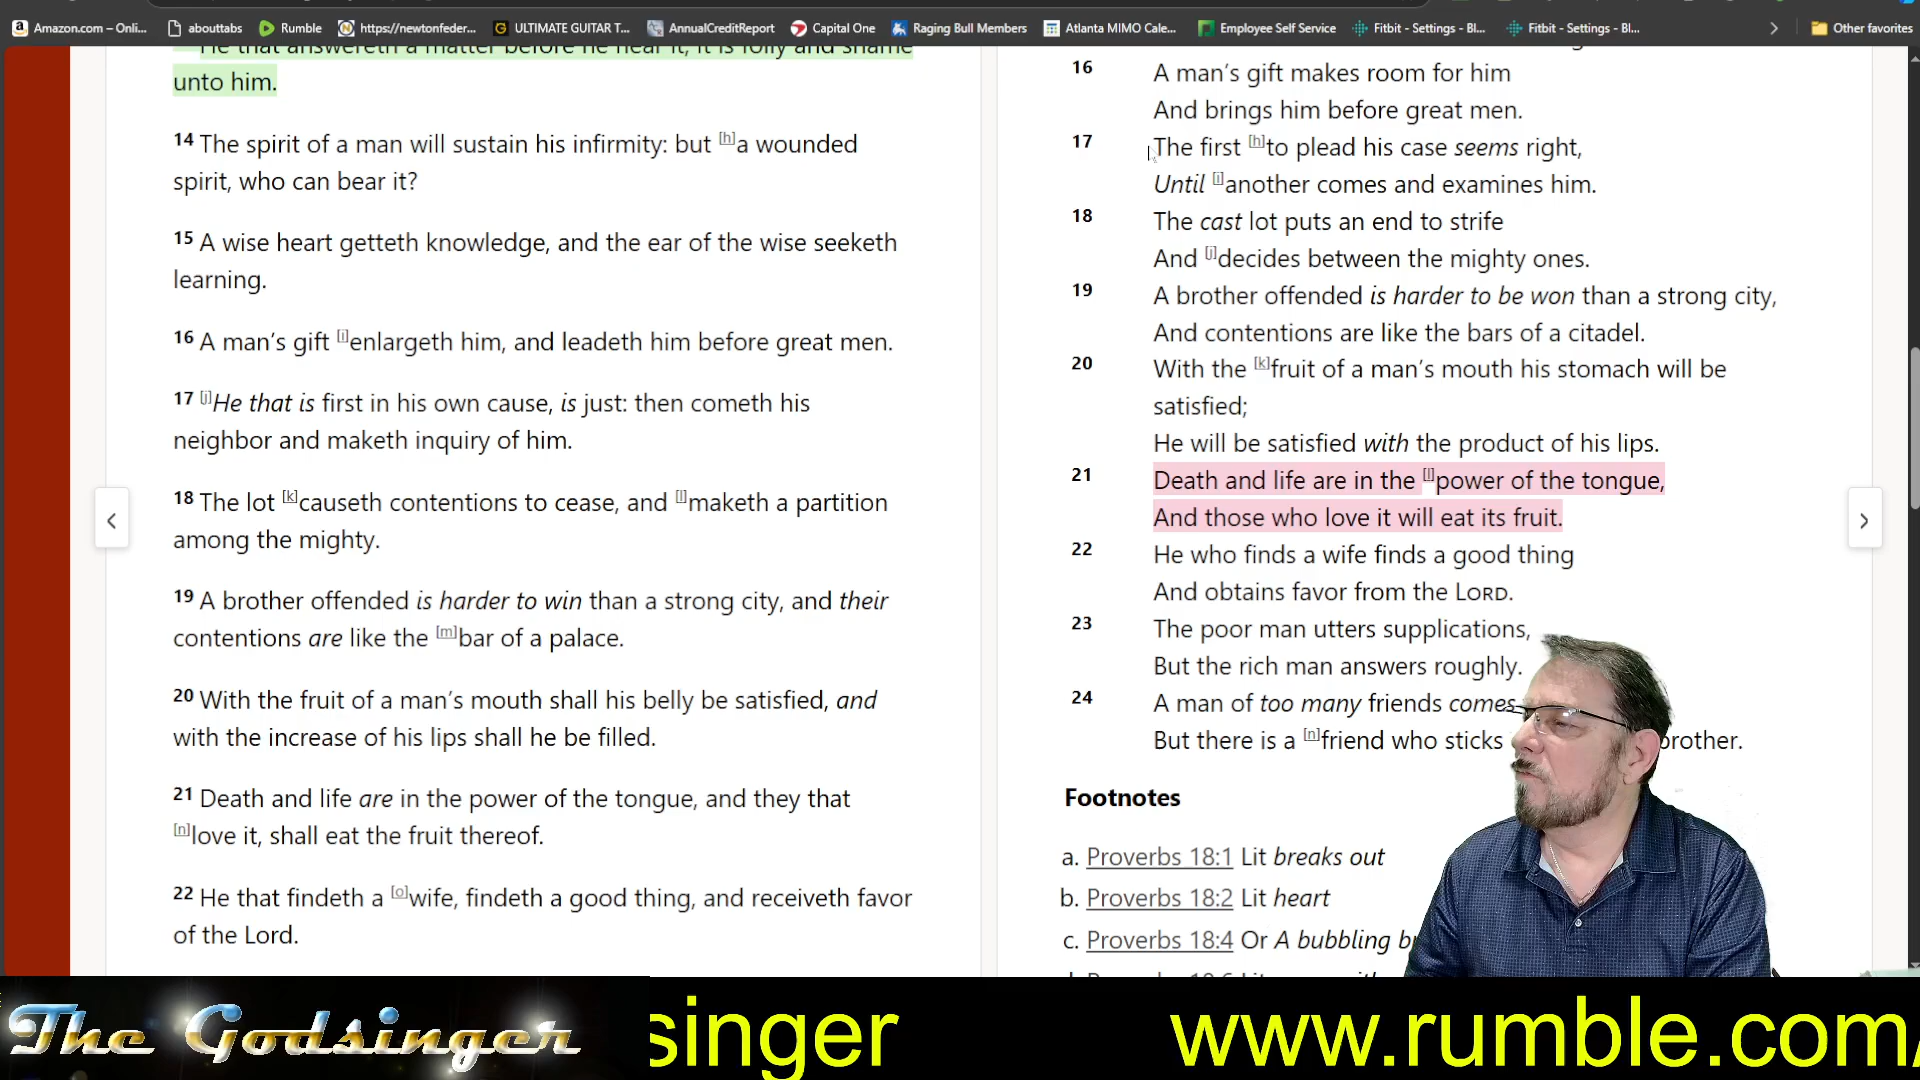 Amazon.com – Onli...
abouttabs
Rumble
https://newtonfeder...
ULTIMATE GUITAR T...
AnnualCreditReport
Capital One
Raging Bull Members
Atlanta MIMO Cale...
Employee Self Service
Fitbit - Settings - Bl...
Fitbit - Settings - Bl...
Other favorites
He that answereth a matter before he hear it, it is folly and shame
unto him.
14 The spirit of a man will sustain his infirmity: but [h]a wounded
spirit, who can bear it?
15 A wise heart getteth knowledge, and the ear of the wise seeketh
learning.
16 A man’s gift [i]enlargeth him, and leadeth him before great men.
17 [j]He that is first in his own cause, is just: then cometh his
neighbor and maketh inquiry of him.
18 The lot [k]causeth contentions to cease, and [l]maketh a partition
among the mighty.
19 A brother offended is harder to win than a strong city, and their
contentions are like the [m]bar of a palace.
20 With the fruit of a man’s mouth shall his belly be satisfied, and
with the increase of his lips shall he be filled.
21 Death and life are in the power of the tongue, and they that
[n]love it, shall eat the fruit thereof.
22 He that findeth a [o]wife, findeth a good thing, and receiveth favor
of the Lord.
16 A man’s gift makes room for him
And brings him before great men.
17 The first [h]to plead his case seems right,
Until [i]another comes and examines him.
18 The cast lot puts an end to strife
And [j]decides between the mighty ones.
19 A brother offended is harder to be won than a strong city,
And contentions are like the bars of a citadel.
20 With the [k]fruit of a man’s mouth his stomach will be
satisfied;
He will be satisfied with the product of his lips.
21 Death and life are in the [l]power of the tongue,
And those who love it will eat its fruit.
22 He who finds a wife finds a good thing
And obtains favor from the LORD.
23 The poor man utters supplications,
But the rich man answers roughly.
24 A man of too many friends comes
But there is a [n]friend who sticks brother.
Footnotes
a. Proverbs 18:1 Lit breaks out
b. Proverbs 18:2 Lit heart
c. Proverbs 18:4 Or A bubbling
The Godsinger
singer www.rumble.com/